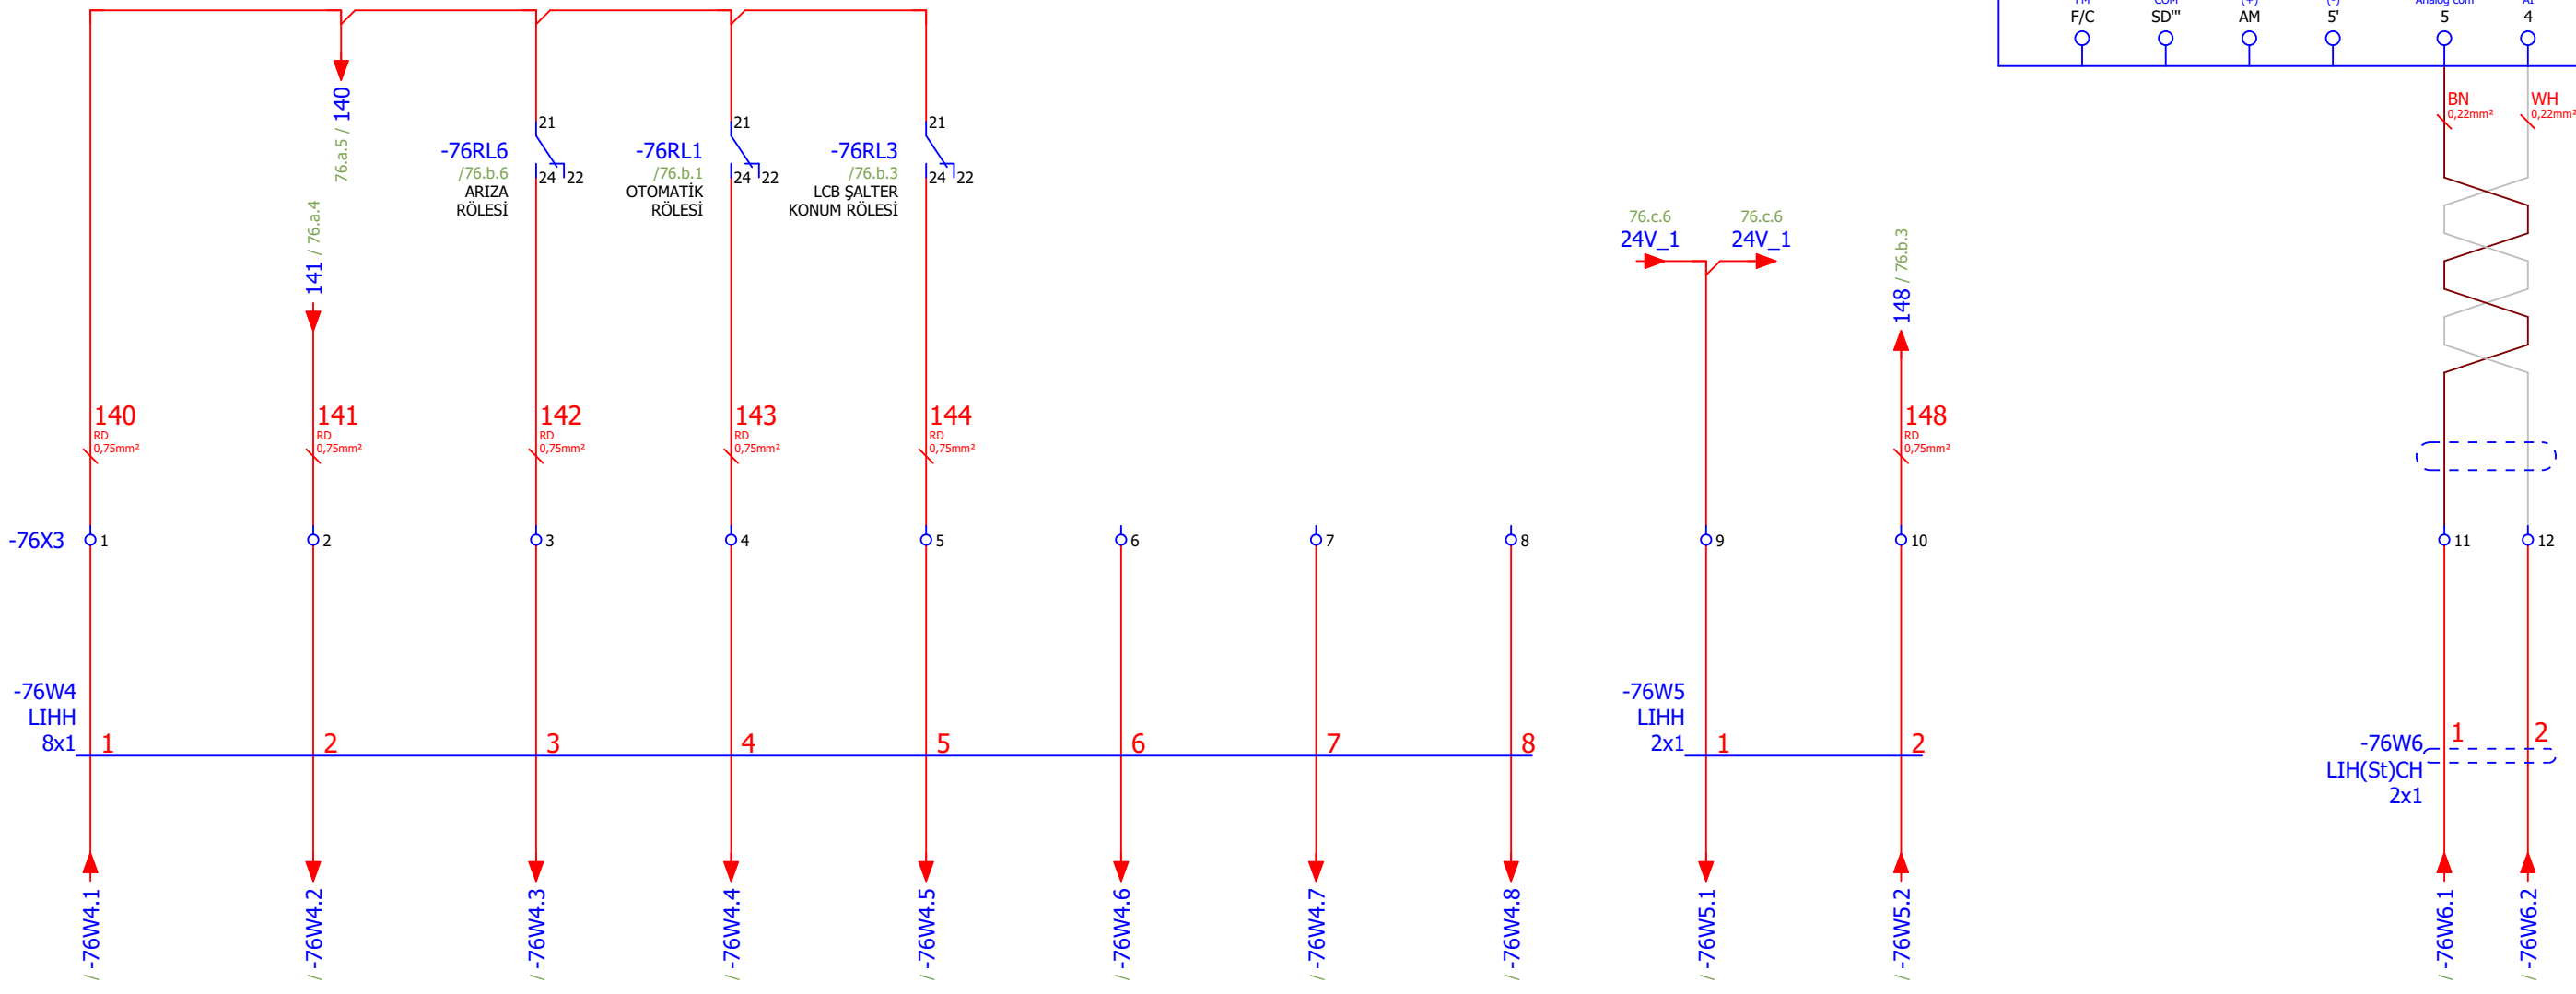 FM
COM
(+)
(-)
Analog com
AI
F/C
SD'''
AM
5'
5
4
BN
0,22mm²
WH
0,22mm²
76.a.5 / 140
141 / 76.a.4
21
-76RL6
/76.b.6
24
22
ARIZA
RÖLESİ
21
-76RL1
/76.b.1
24
22
OTOMATİK
RÖLESİ
21
-76RL3
/76.b.3
24
22
LCB ŞALTER
KONUM RÖLESİ
76.c.6
24V_1
76.c.6
24V_1
148 / 76.b.3
140
RD
0,75mm²
141
RD
0,75mm²
142
RD
0,75mm²
143
RD
0,75mm²
144
RD
0,75mm²
148
RD
0,75mm²
-76X3
1
2
3
4
5
6
7
8
9
10
11
12
-76W4
LIHH
8x1
1
2
3
4
5
6
7
8
-76W5
LIHH
2x1
1
2
-76W6
LIH(St)CH
2x1
1
2
/ -76W4.1
/ -76W4.2
/ -76W4.3
/ -76W4.4
/ -76W4.5
/ -76W4.6
/ -76W4.7
/ -76W4.8
/ -76W5.1
/ -76W5.2
/ -76W6.1
/ -76W6.2